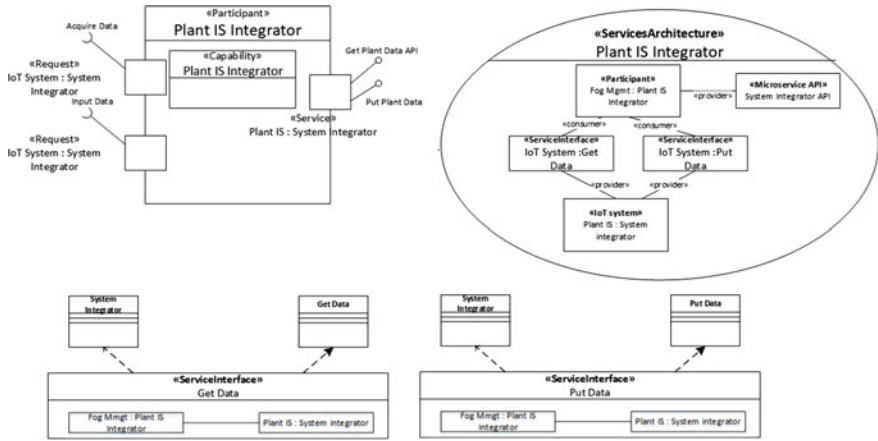 Acquire Data
«Request»
IoT System : System
Integrator
Input Data
«Request»
IoT System : System
Integrator
«Participant»
Plant IS Integrator
«Capability»
Plant IS Integrator
Get Plant Data API
Put Plant Data
«Service»
Plant IS : System Integrator
«ServicesArchitecture»
Plant IS Integrator
«Participant»
Fog Mgmt : Plant IS
Integrator
«provider»
«Microservice API»
System Integrator API
«consumer»
«consumer»
«ServiceInterface»
IoT System :Get
Data
«ServiceInterface»
IoT System :Put
Data
«provider»
«provider»
«IoT system»
Plant IS : System
integrator
System
Integrator
Get Data
«ServiceInterface»
Get Data
Fog Mmgt : Plant IS
Integrator
Plant IS : System integrator
System
Integrator
Put Data
«ServiceInterface»
Put Data
Fog Mmgt : Plant IS
Integrator
Plant IS : System integrator